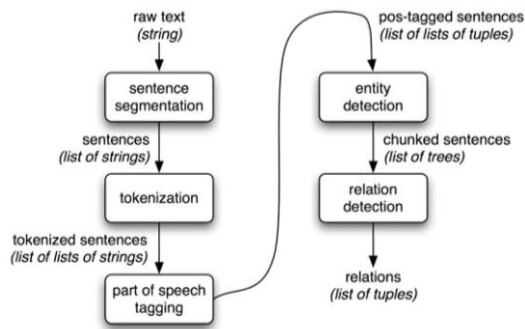 raw text
(string)
sentence
segmentation
sentences
(list of strings)
tokenization
tokenized sentences
(list of lists of strings)
part of speech
tagging
pos-tagged sentences
(list of lists of tuples)
entity
detection
chunked sentences
(list of trees)
relation
detection
relations
(list of tuples)